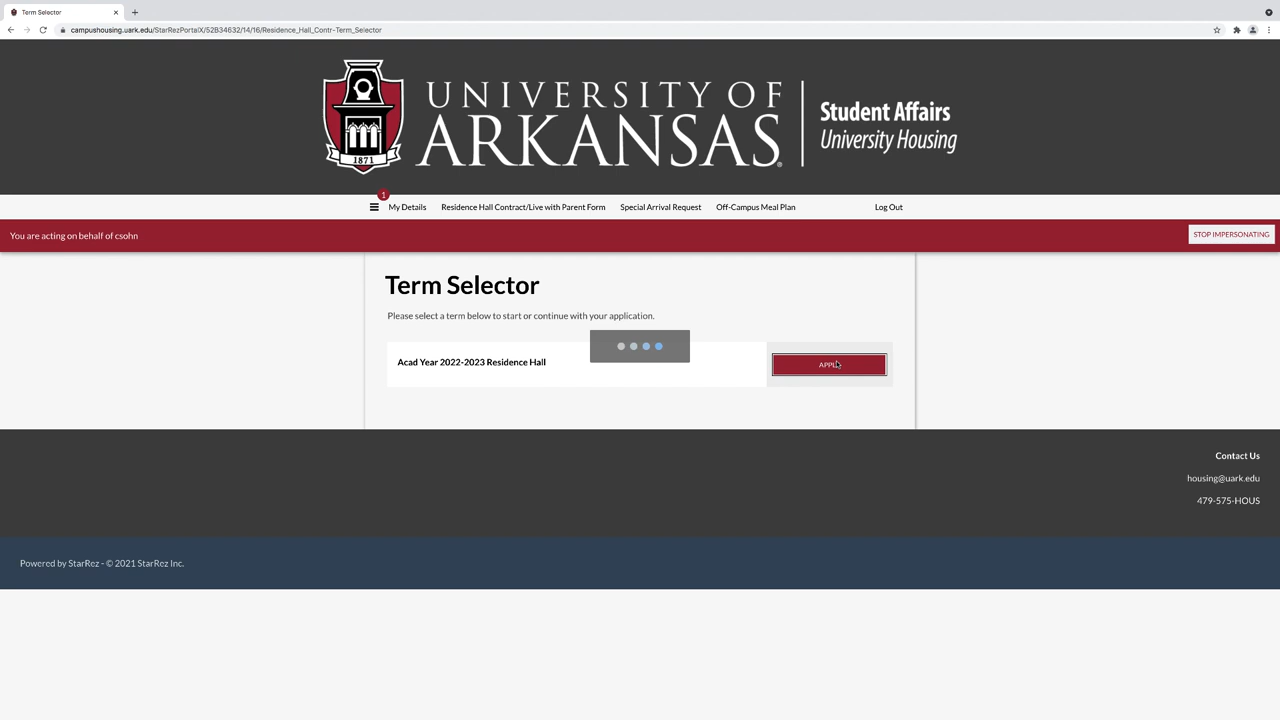 Term Selector
campushousing.uark.edu/StarRezPortalX/52B34632/14/16/Residence_Hall_Contr-Term_Selector
1871
UNIVERSITY OF
ARKANSAS®
Student Affairs
University Housing
1
My Details Residence Hall Contract/Live with Parent Form Special Arrival Request Off-Campus Meal Plan Log Out
You are acting on behalf of csohn STOP IMPERSONATING
Term Selector
Please select a term below to start or continue with your application.
Acad Year 2022-2023 Residence Hall APPLY
Contact Us
housing@uark.edu
479-575-HOUS
Powered by StarRez - © 2021 StarRez Inc.